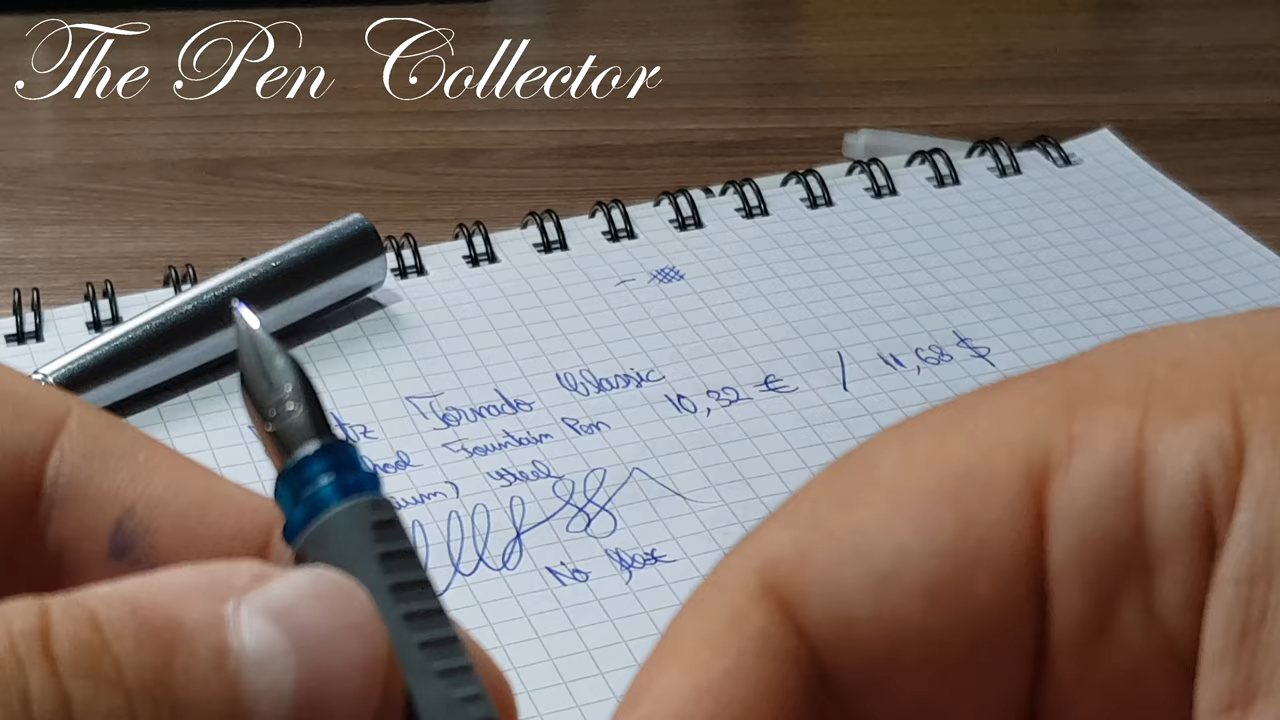 The Pen Collector
Tornado Classic 10,32 € / 11,68 $
Fountain Pen
steel
No flex